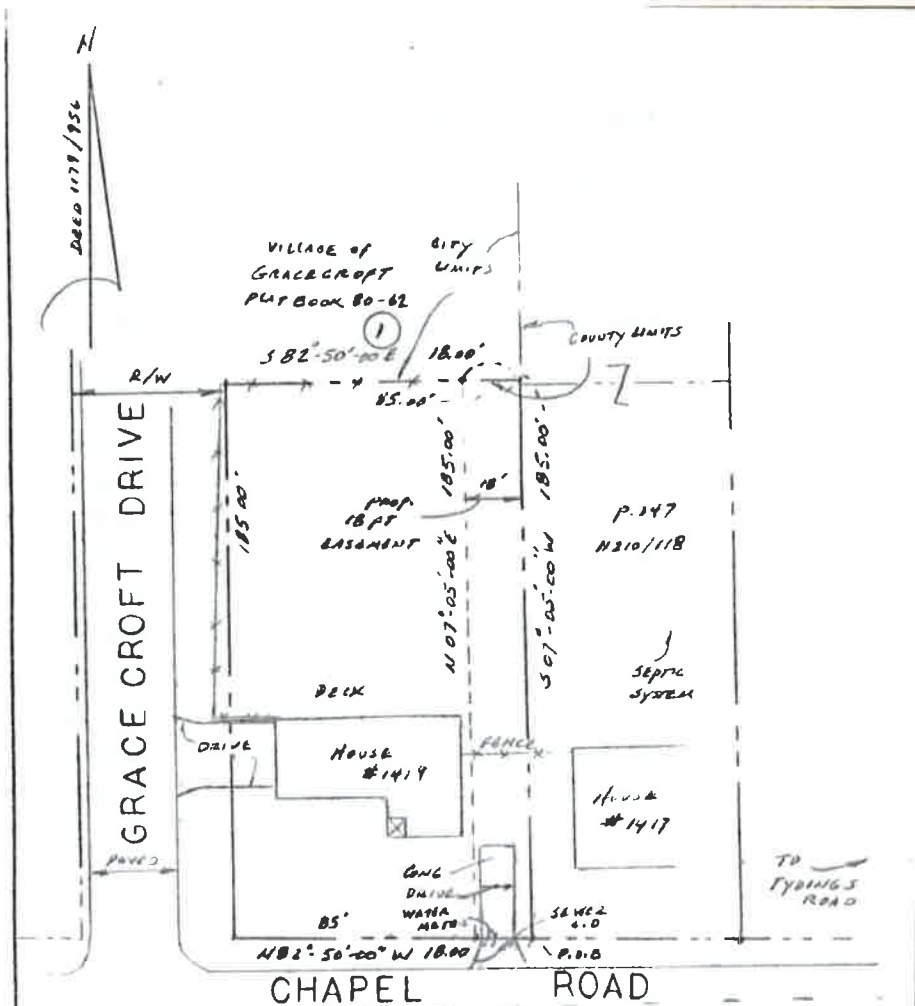 N
DEED 1179/956
VILLAGE OF
GRACECROFT
PLAT BOOK 80-62
1
CITY
LIMITS
COUNTY LIMITS
S 82°-50'-00" E
18.00'
85.00'
R/W
GRACE CROFT DRIVE
185.00'
PROP.
18 FT
EASEMENT
185.00'
N 07°-05'-00" E
18'
185.00'
S 07°-05'-00" W
P.
H210/118
SEPTIC
SYSTEM
DECK
DRIVE
HOUSE
#1419
FENCE
HOUSE
#1417
PAVED
CONC
DRIVE
WATER
METER
SEWER
C.O
TO
TYDINGS
ROAD
85'
N82°-50'-00" W 18.00
P.O.B
CHAPEL ROAD